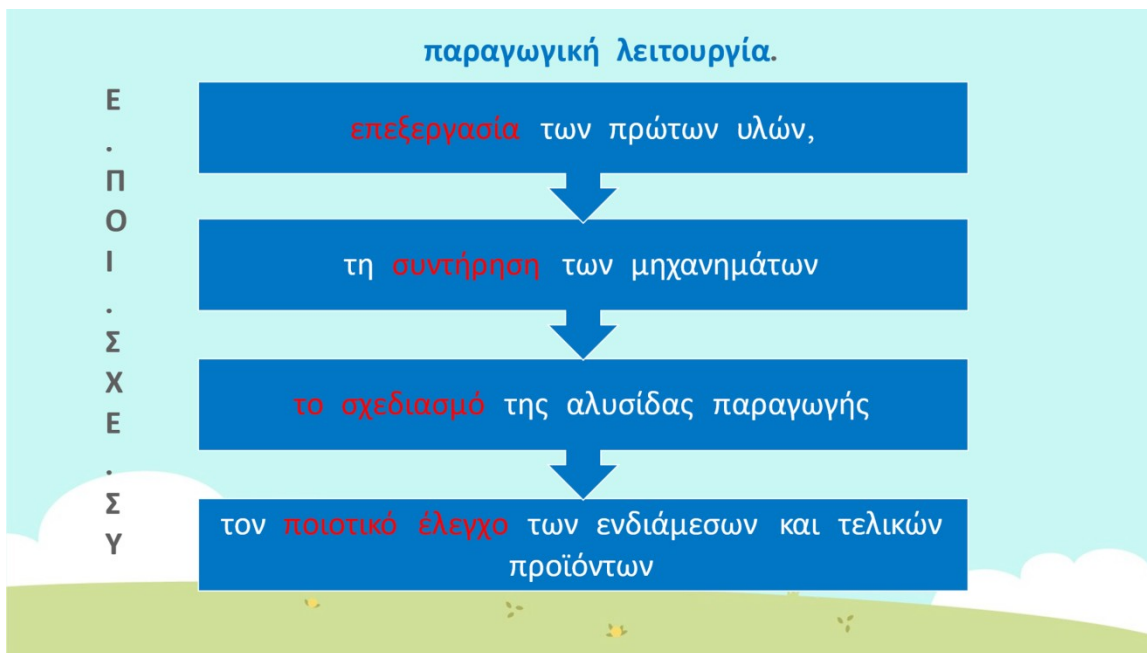 παραγωγική λειτουργία.
Ε
.
Π
Ο
Ι
.
Σ
Χ
Ε
.
Σ
Υ
επεξεργασία των πρώτων υλών,
τη συντήρηση των μηχανημάτων
το σχεδιασμό της αλυσίδας παραγωγής
τον ποιοτικό έλεγχο των ενδιάμεσων και τελικών
προϊόντων